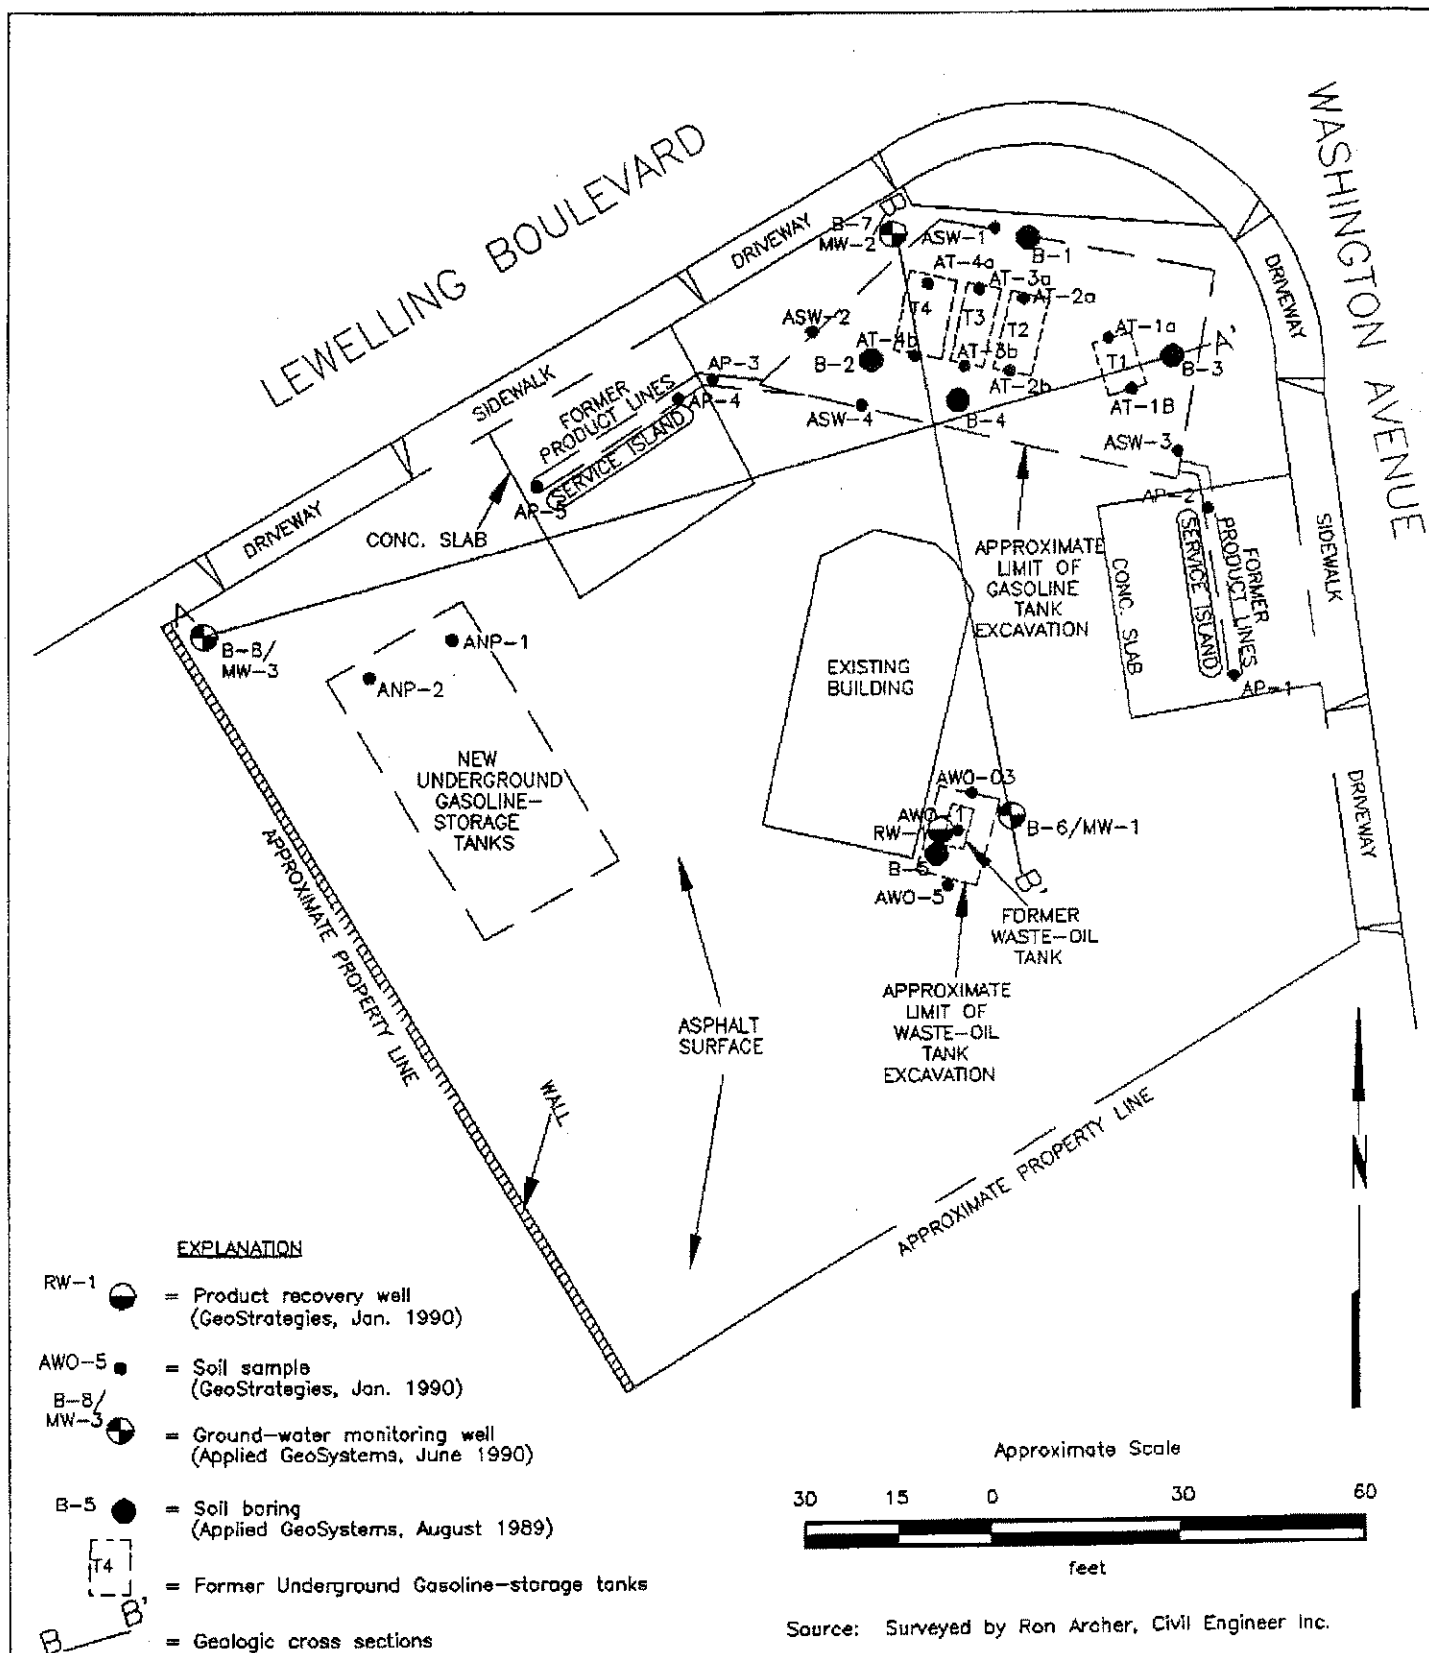 LEWELLING BOULEVARD
WASHINGTON AVENUE
DRIVEWAY
SIDEWALK
DRIVEWAY
DRIVEWAY
SIDEWALK
DRIVEWAY
B
B-7
MW-2
ASW-1
B-1
AT-4a
AT-3a
AT-2a
T4
T3
T2
ASW-2
AT-4b
B-2
AT-3b
AT-2b
B-4
AT-1a
T1
AT-1B
B-3
A'
ASW-4
ASW-3
AP-3
AP-4
FORMER
PRODUCT LINES
SERVICE ISLAND
AP-5
CONC. SLAB
AP-2
FORMER
PRODUCT LINES
SERVICE ISLAND
CONC. SLAB
AP-1
APPROXIMATE
LIMIT OF
GASOLINE
TANK
EXCAVATION
A
B-8/
MW-3
ANP-1
ANP-2
NEW
UNDERGROUND
GASOLINE-
STORAGE
TANKS
EXISTING
BUILDING
AWO-03
RW-
B-6/MW-1
B-5
AWO-5
B'
FORMER
WASTE-OIL
TANK
APPROXIMATE
LIMIT OF
WASTE-OIL
TANK
EXCAVATION
ASPHALT
SURFACE
APPROXIMATE PROPERTY LINE
WALL
APPROXIMATE PROPERTY LINE
N
EXPLANATION
RW-1 = Product recovery well
(GeoStrategies, Jan. 1990)
AWO-5 = Soil sample
(GeoStrategies, Jan. 1990)
B-8/
MW-3 = Ground-water monitoring well
(Applied GeoSystems, June 1990)
B-5 = Soil boring
(Applied GeoSystems, August 1989)
T4 = Former Underground Gasoline-storage tanks
B B' = Geologic cross sections
Approximate Scale
30 15 0 30 60
feet
Source: Surveyed by Ron Archer, Civil Engineer Inc.